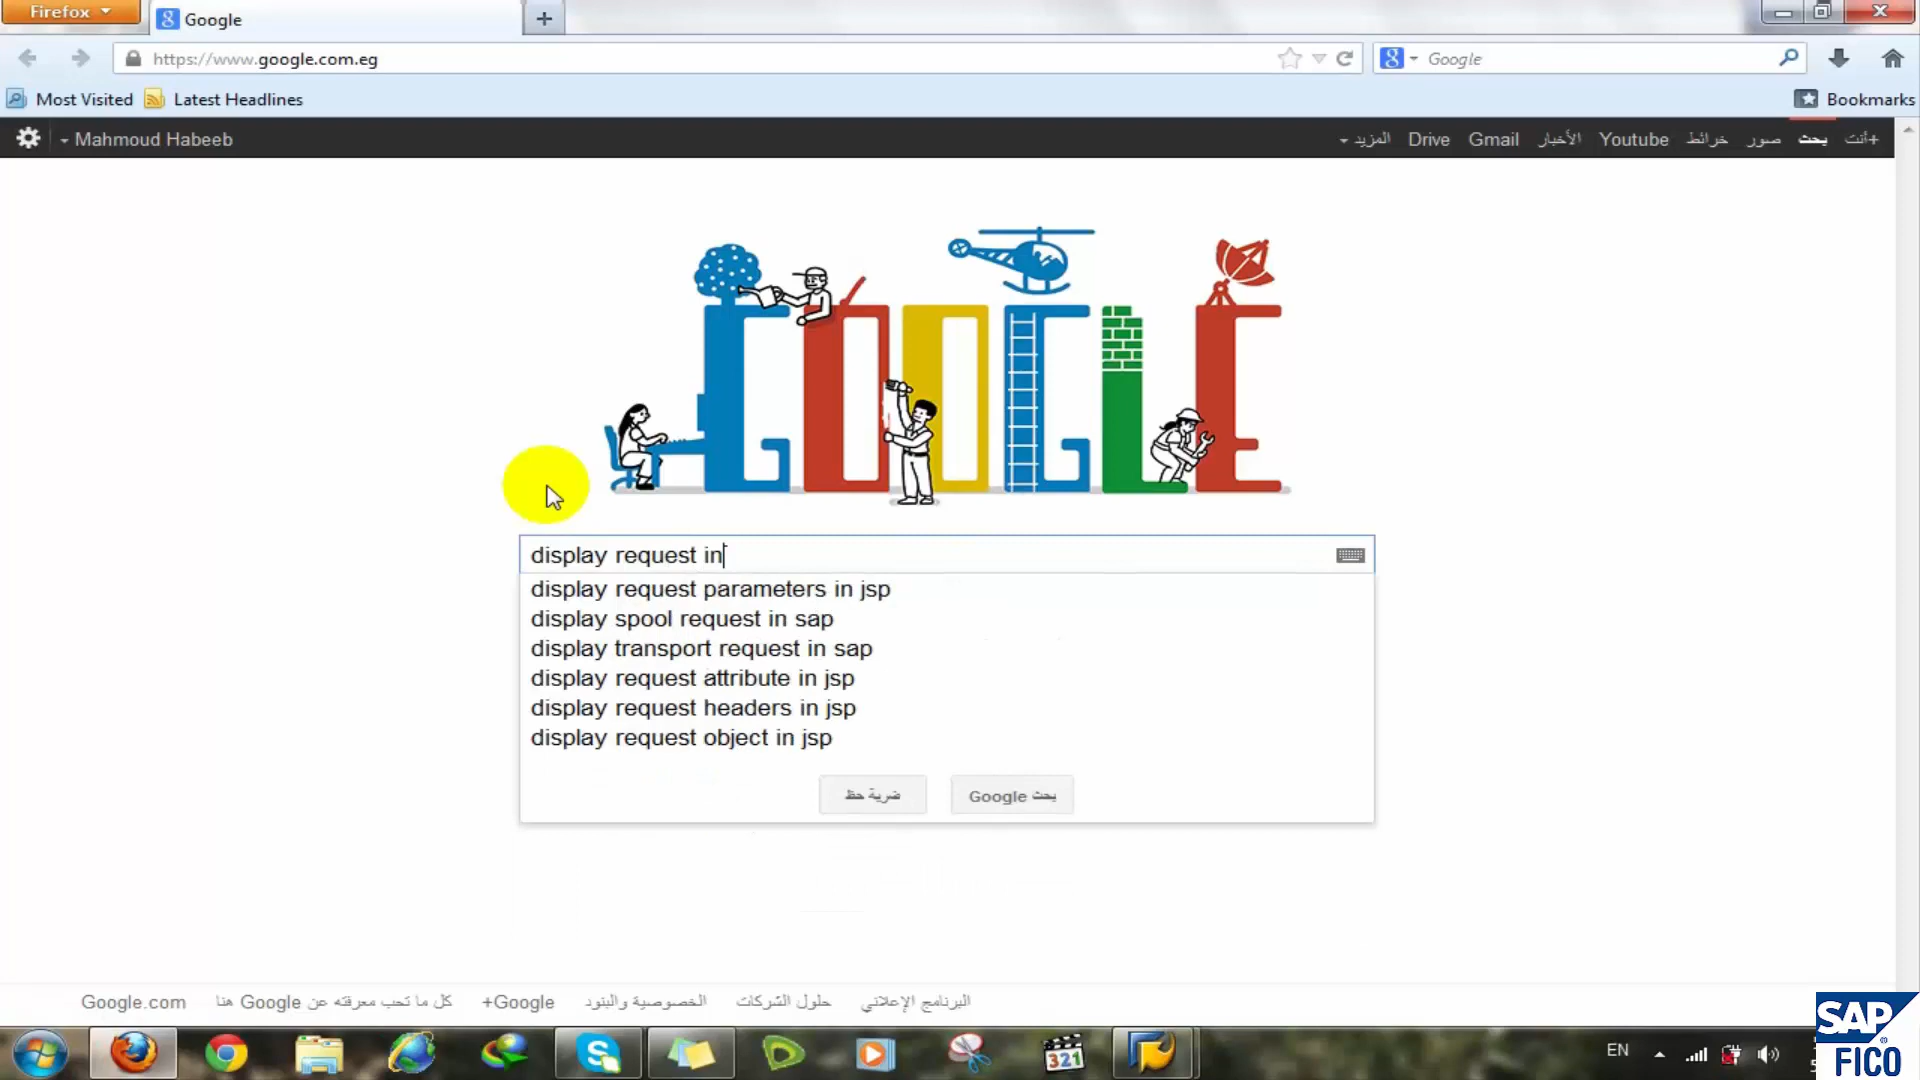 Firefox
Google
https://www.google.com.eg
Google
Most Visited
Latest Headlines
Bookmarks
Mahmoud Habeeb
المزيد
Drive
Gmail
الأخبار
Youtube
خرائط
صور
بحث
+أنت
GOOGLE
display request in
display request parameters in jsp
display spool request in sap
display transport request in sap
display request attribute in jsp
display request headers in jsp
display request object in jsp
ضربة حظ
بحث Google
Google.com
كل ما تحب معرفته عن Google هنا
+Google
الخصوصية والبنود
حلول الشركات
البرنامج الإعلاني
321
EN
SAP
FICO